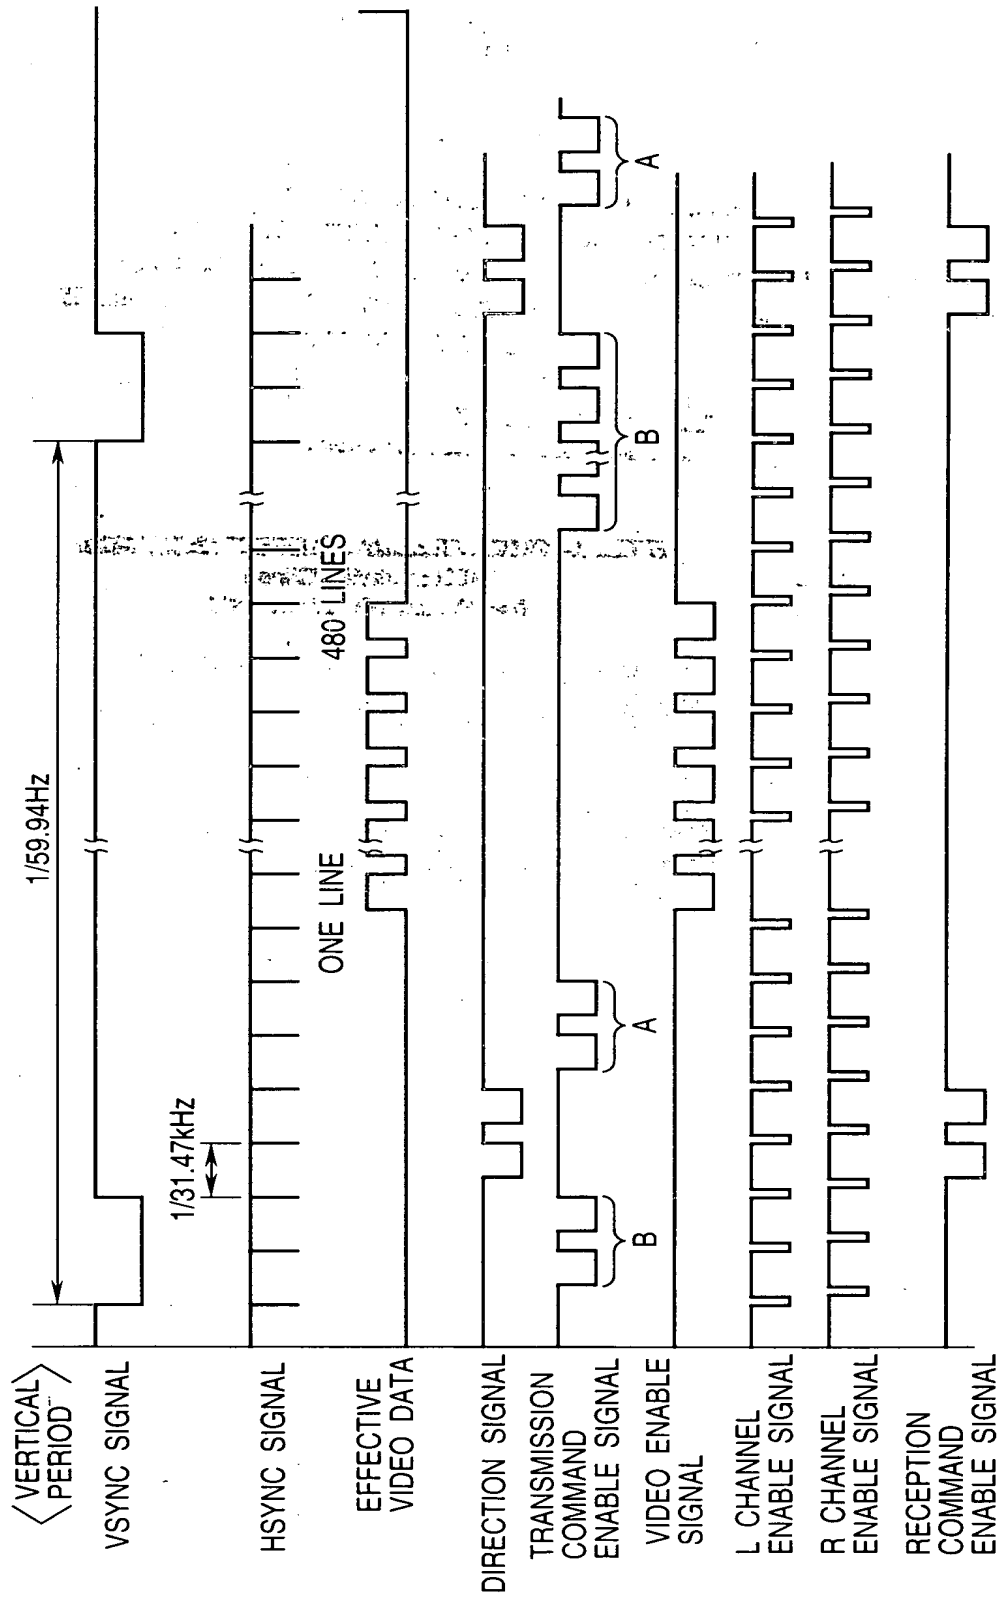 VERTICAL
PERIOD
1/59.94Hz
VSYNC SIGNAL
1/31.47kHz
HSYNC SIGNAL
ONE LINE
480 LINES
EFFECTIVE
VIDEO DATA
DIRECTION SIGNAL
TRANSMISSION
COMMAND
ENABLE SIGNAL
B
A
B
A
VIDEO ENABLE
SIGNAL
L CHANNEL
ENABLE SIGNAL
R CHANNEL
ENABLE SIGNAL
RECEPTION
COMMAND
ENABLE SIGNAL